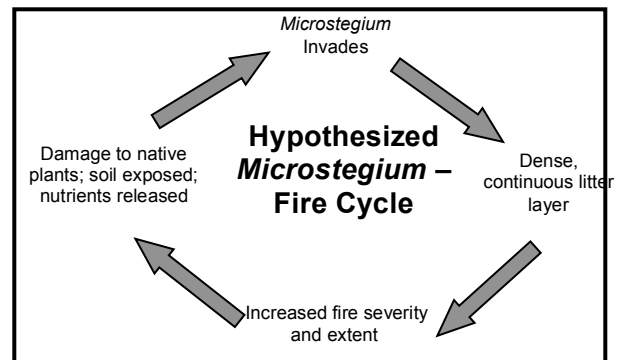 Microstegium
Invades
Hypothesized
Microstegium –
Fire Cycle
Dense,
continuous litter
layer
Increased fire severity
and extent
Damage to native
plants; soil exposed;
nutrients released